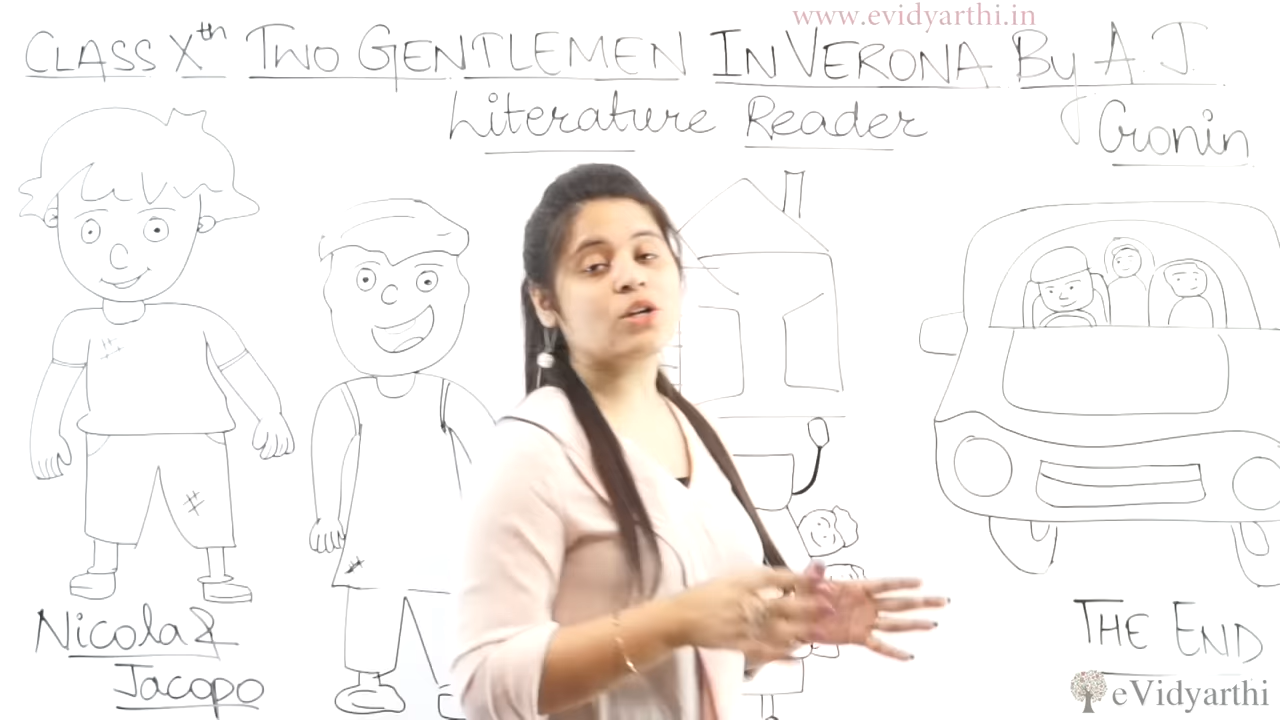 www.evidyarthi.in
CLASS Xth TWO GENTLEMEN IN VERONA By A.J.
Literature Reader
Cronin
Nicola &
Jacopo
THE END
eVidyarthi